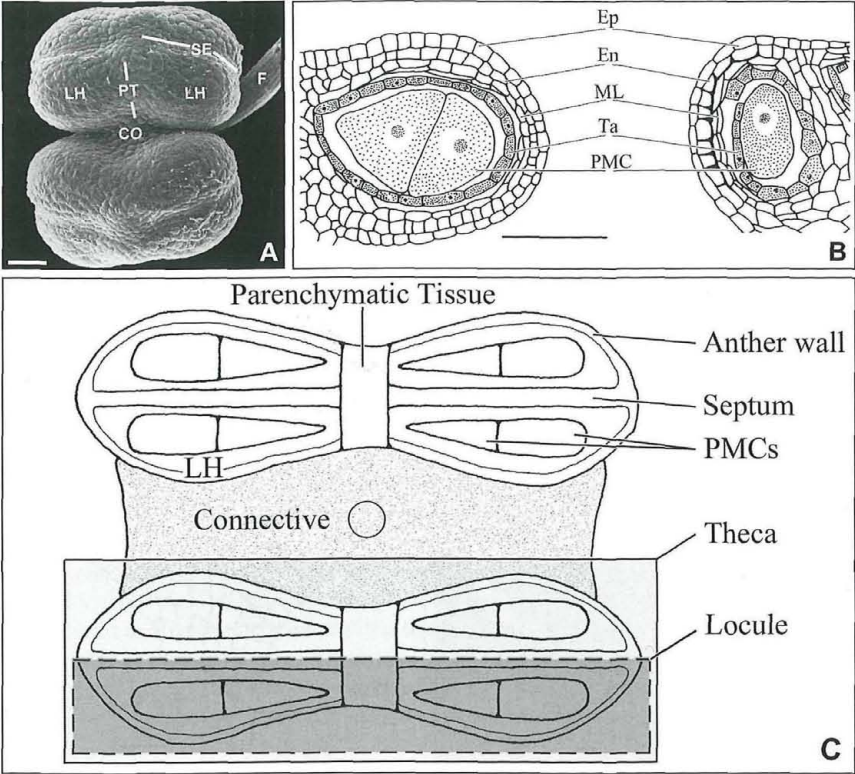 SE
F
LH PT LH
CO
A
Ep
En
ML
Ta
PMC
B
Parenchymatic Tissue
Anther wall
Septum
PMCs
LH
Connective
Theca
Locule
C